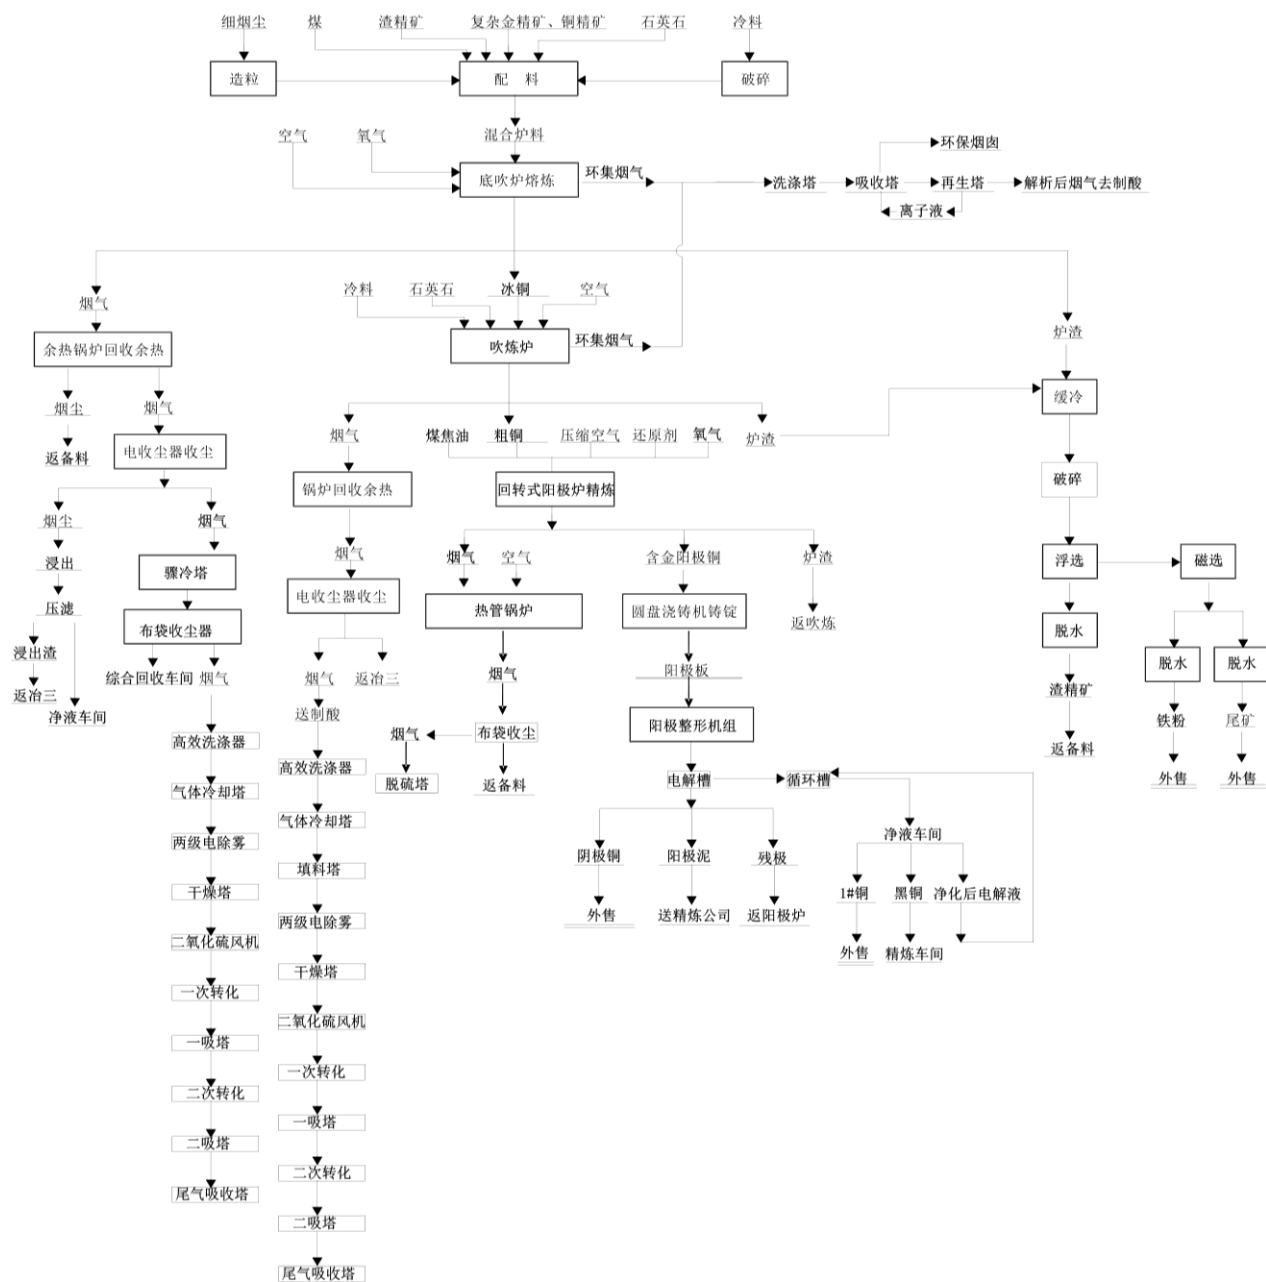 细烟尘 煤 渣精矿 复杂金精矿、铜精矿 石英石 冷料
造粒 配 料 破碎
空气 氧气 混合炉料
环保烟囱
底吹炉熔炼 环集烟气 洗涤塔 吸收塔 再生塔 解析后烟气去制酸
离子液
冷料 石英石 冰铜 空气
烟气 炉渣
余热锅炉回收余热 吹炼炉 环集烟气
缓冷
烟尘 烟气
烟气 煤焦油 粗铜 压缩空气 还原剂 氧气 炉渣
返备料 电收尘器收尘
锅炉回收余热 回转式阳极炉精炼 破碎
烟尘 烟气
烟气 烟气 空气 含金阳极铜 炉渣
浸出 骤冷塔 浮选 磁选
电收尘器收尘 热管锅炉 圆盘浇铸机铸锭
压滤 布袋收尘器 返吹炼 脱水
浸出渣 综合回收车间 烟气 烟气 返冶三 烟气 阳极板 脱水 脱水
返冶三 渣精矿
净液车间 送制酸 阳极整形机组 铁粉 尾矿
高效洗涤器 烟气 布袋收尘 返备料
高效洗涤器 脱硫塔 返备料 电解槽 循环槽 外售 外售
气体冷却塔
气体冷却塔 净液车间
两级电除雾 阴极铜 阳极泥 残极
填料塔
干燥塔 1#铜 黑铜 净化后电解液
两级电除雾 外售 送精炼公司 返阳极炉
二氧化硫风机 外售 精炼车间
干燥塔
一次转化
二氧化硫风机
一吸塔
一次转化
二次转化
一吸塔
二吸塔
二次转化
尾气吸收塔
二吸塔
尾气吸收塔